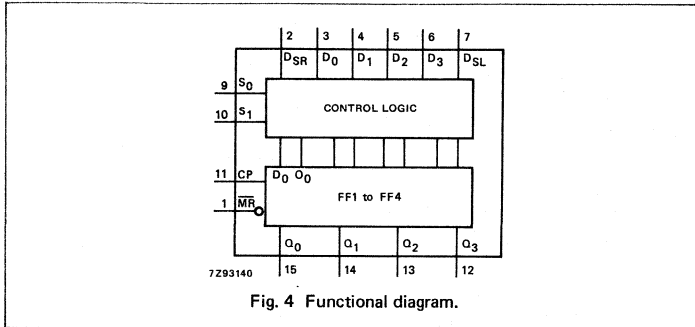 2 3 4 5 6 7
DSR D0 D1 D2 D3 DSL
9 S0
CONTROL LOGIC
10 S1
11 CP D0 O0
FF1 to FF4
1 MR
Q0 Q1 Q2 Q3
7Z93140 15 14 13 12
Fig. 4 Functional diagram.